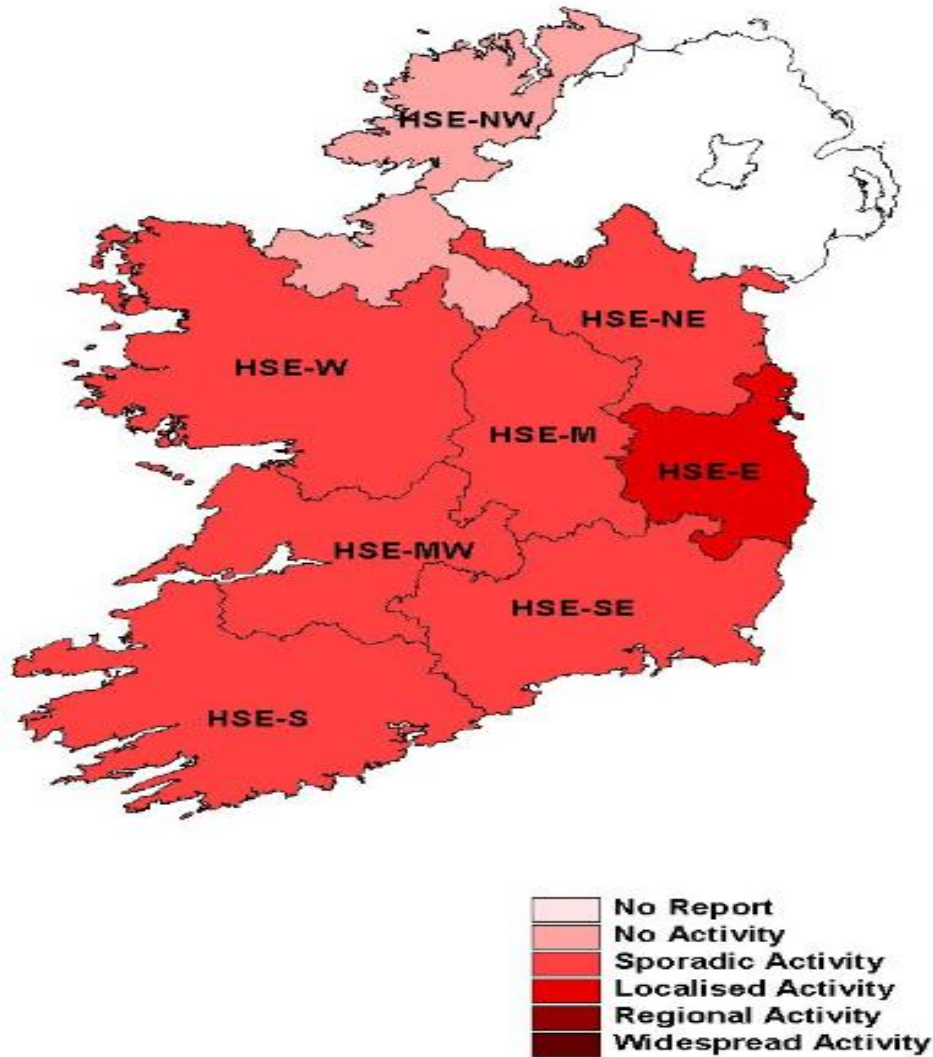 HSE-NW
HSE-NE
HSE-W
HSE-M
HSE-E
HSE-MW
HSE-SE
HSE-S
No Report
No Activity
Sporadic Activity
Localised Activity
Regional Activity
Widespread Activity